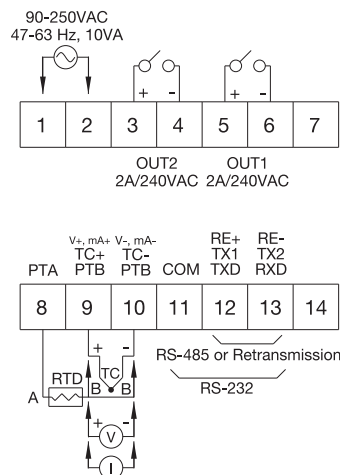 90-250VAC
47-63 Hz, 10VA
+ - + -
1 2 3 4 5 6 7
OUT2 OUT1
2A/240VAC 2A/240VAC
V+, mA+ V-, mA- RE+ RE-
TC+ TC- TX1 TX2
PTA PTB PTB COM TXD RXD
8 9 10 11 12 13 14
+ -
RS-485 or Retransmission
TC
RTD
A B B
RS-232
+ -
V
+ -
I